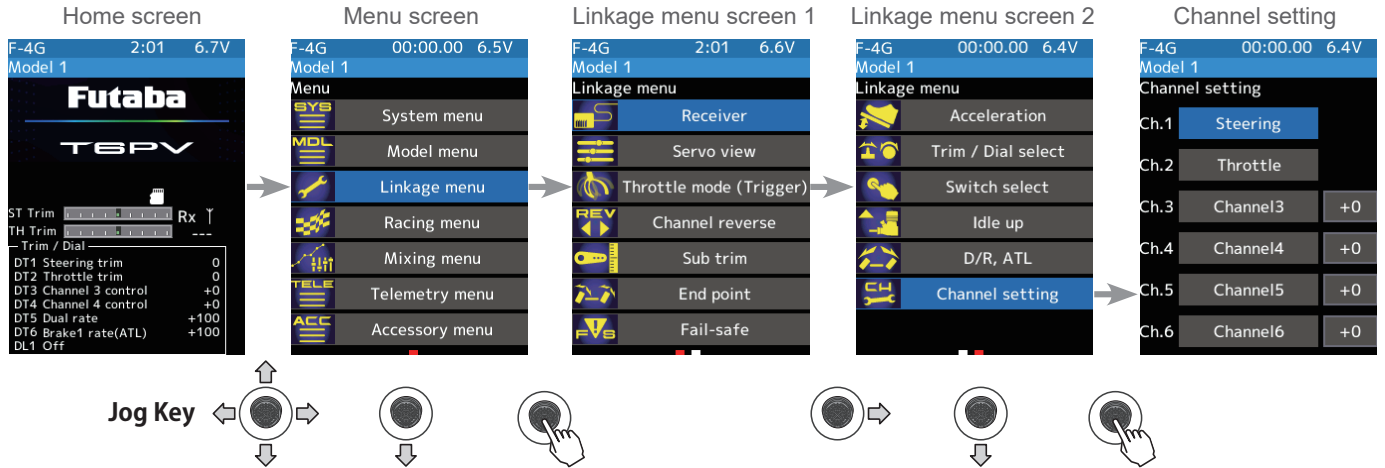 Home screen
F-4G 2:01 6.7V
Model 1
Futaba
T6PV
ST Trim
Rx
TH Trim
---
Trim / Dial
DT1 Steering trim 0
DT2 Throttle trim 0
DT3 Channel 3 control +0
DT4 Channel 4 control +0
DT5 Dual rate +100
DT6 Brake1 rate(ATL) +100
DL1 Off
Menu screen
F-4G 00:00.00 6.5V
Model 1
Menu
SYS System menu
MDL Model menu
Linkage menu
Racing menu
Mixing menu
TELE Telemetry menu
ACC Accessory menu
Linkage menu screen 1
F-4G 2:01 6.6V
Model 1
Linkage menu
Receiver
Servo view
Throttle mode (Trigger)
REV Channel reverse
Sub trim
End point
F/S Fail-safe
Linkage menu screen 2
F-4G 00:00.00 6.4V
Model 1
Linkage menu
Acceleration
Trim / Dial select
Switch select
Idle up
D/R, ATL
CH Channel setting
Channel setting
F-4G 00:00.00 6.4V
Model 1
Channel setting
Ch.1 Steering
Ch.2 Throttle
Ch.3 Channel3 +0
Ch.4 Channel4 +0
Ch.5 Channel5 +0
Ch.6 Channel6 +0
Jog Key